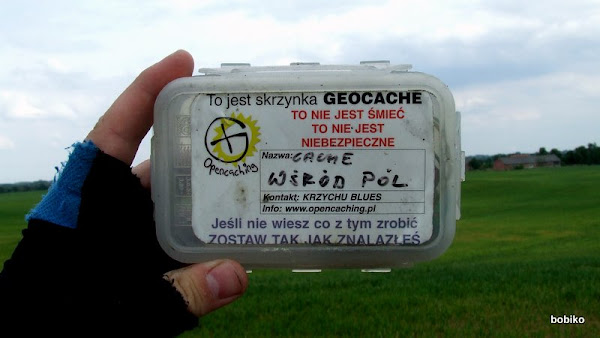 To jest skrzynka GEOCACHE
TO NIE JEST ŚMIEĆ
TO NIE JEST
NIEBEZPIECZNE
Opencaching
Nazwa: CACHE
WŚRÓD PÓL
Kontakt: KRZYCHU BLUES
Info: www.opencaching.pl
Jeśli nie wiesz co z tym zrobić
ZOSTAW TAK JAK ZNALAZŁEŚ
bobiko